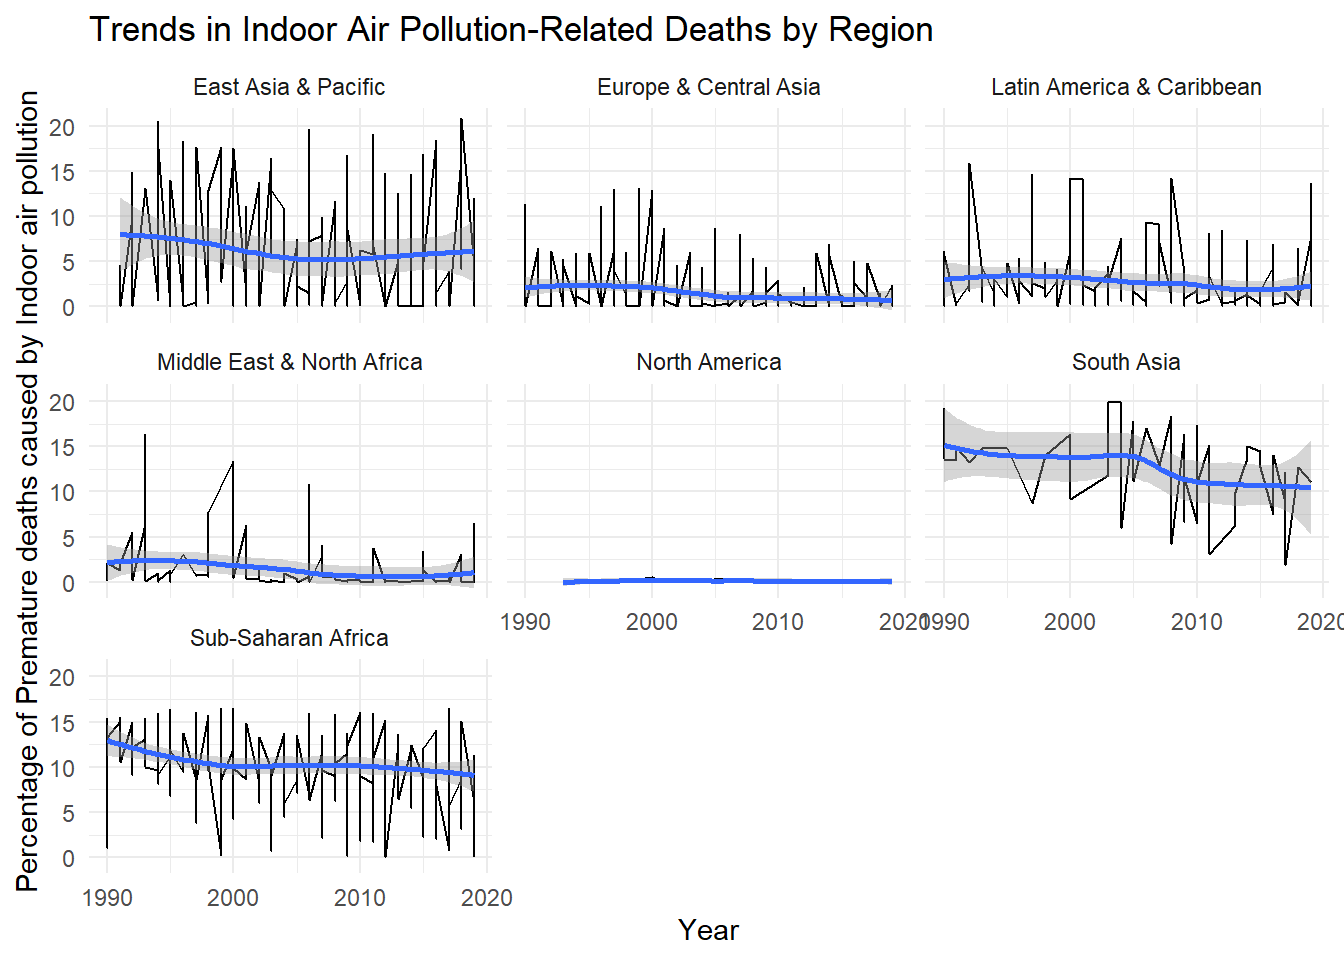 Trends in Indoor Air Pollution-Related Deaths by Region
Percentage of Premature deaths caused by Indoor air pollution
East Asia & Pacific
Europe & Central Asia
Latin America & Caribbean
20
15
10
5
0
Middle East & North Africa
North America
South Asia
20
15
10
5
0
1990 2000 2010 2020
1990 2000 2010 2020
Sub-Saharan Africa
20
15
10
5
0
1990 2000 2010 2020
Year